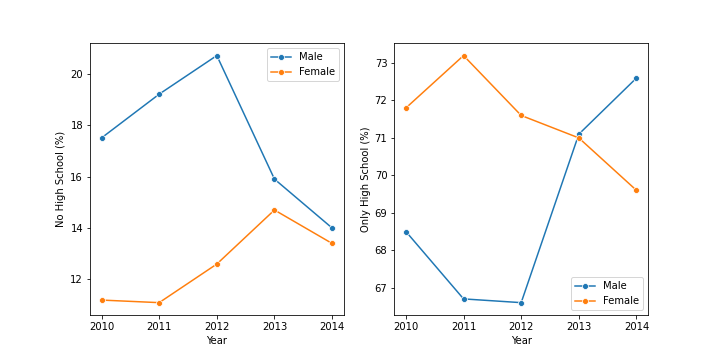 No High School (%)
20
18
16
14
12
2010 2011 2012 2013 2014
Year
Male
Female
Only High School (%)
73
72
71
70
69
68
67
2010 2011 2012 2013 2014
Year
Male
Female